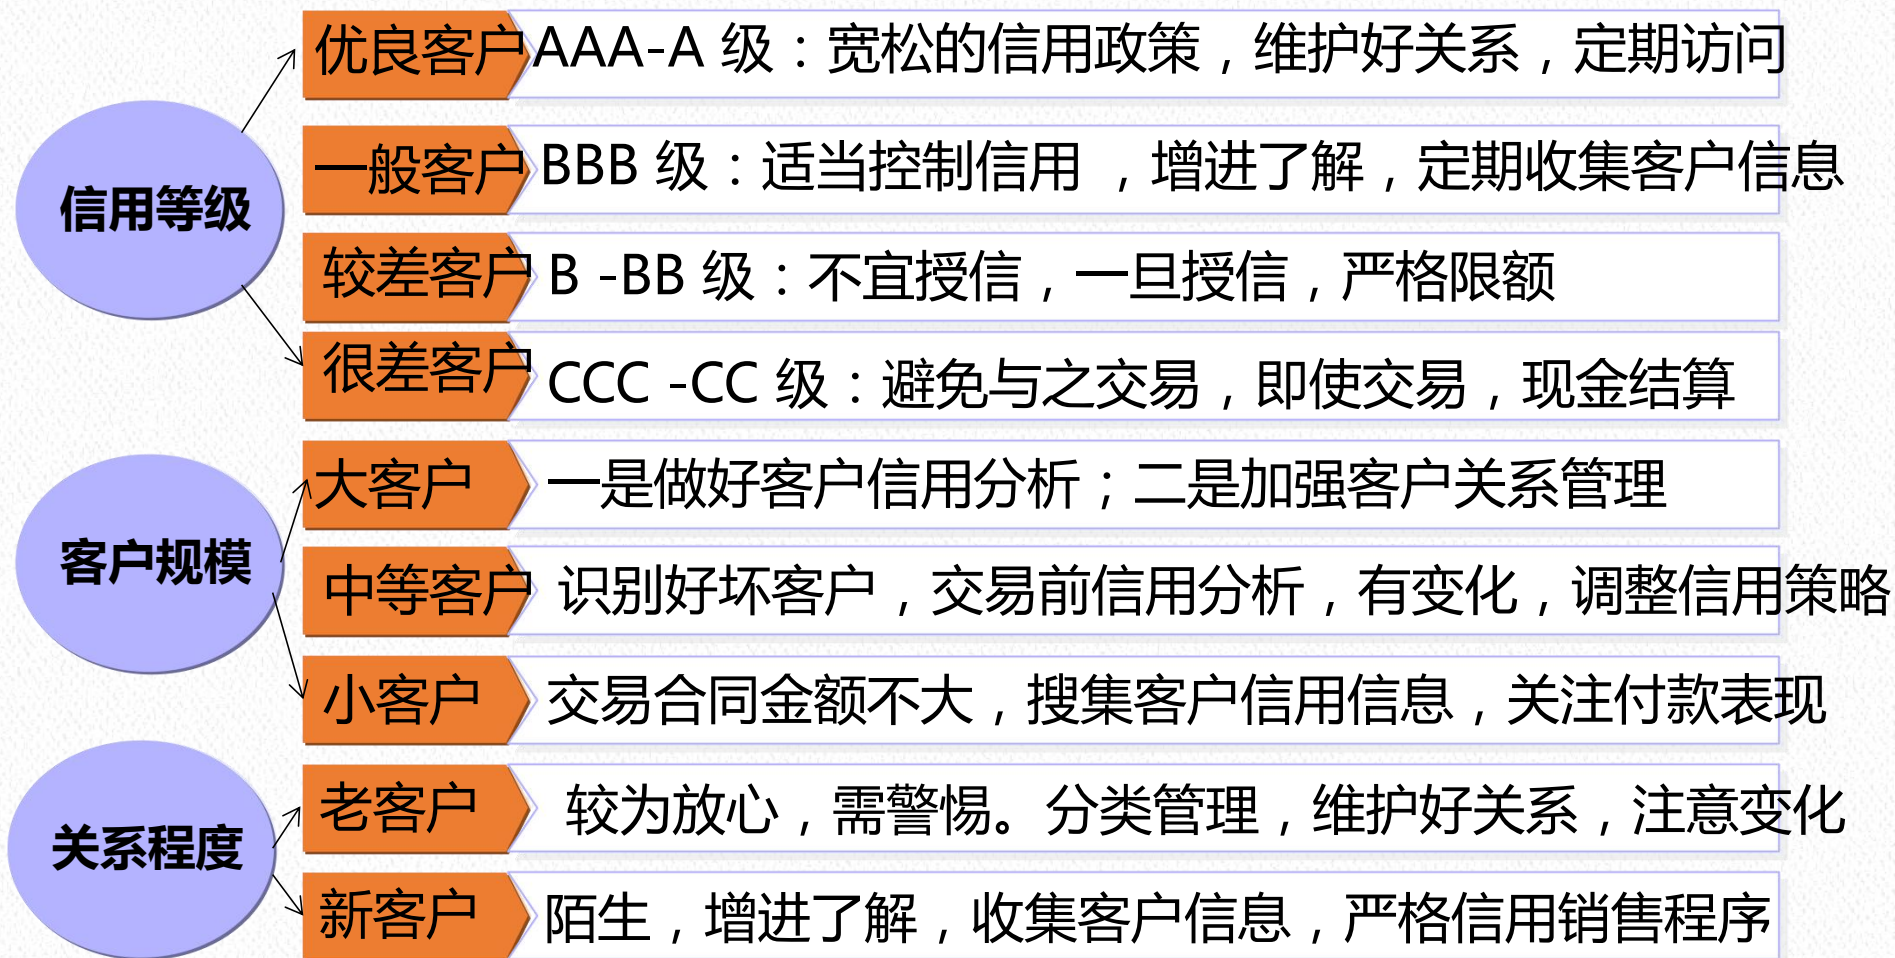 信用等级
优良客户
AAA-A 级：宽松的信用政策，维护好关系，定期访问
一般客户
BBB 级：适当控制信用 ，增进了解，定期收集客户信息
较差客户
B -BB 级：不宜授信，一旦授信，严格限额
很差客户
CCC -CC 级：避免与之交易，即使交易，现金结算
客户规模
大客户
一是做好客户信用分析；二是加强客户关系管理
中等客户
识别好坏客户，交易前信用分析，有变化，调整信用策略
小客户
交易合同金额不大，搜集客户信用信息，关注付款表现
关系程度
老客户
较为放心，需警惕。分类管理，维护好关系，注意变化
新客户
陌生，增进了解，收集客户信息，严格信用销售程序